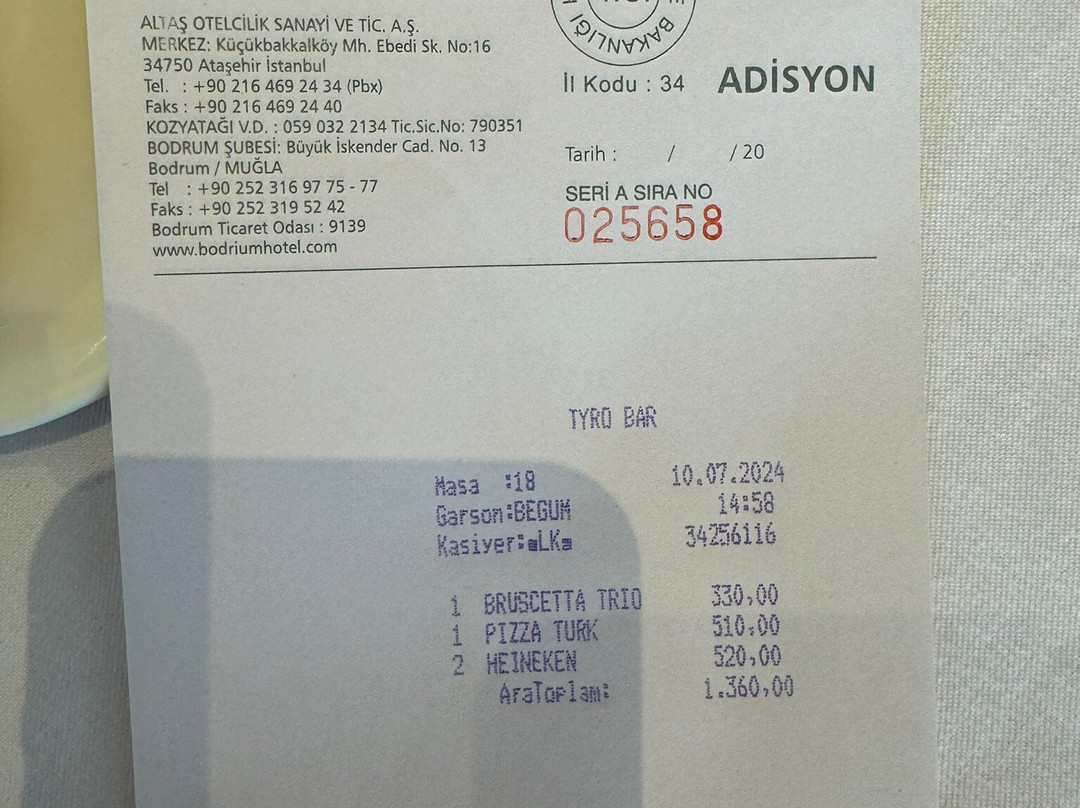 ALTAŞ OTELCİLİK SANAYİ VE TİC. A.Ş.
MERKEZ: Küçükbakkalköy Mh. Ebedi Sk. No:16
34750 Ataşehir İstanbul
Tel. : +90 216 469 24 34 (Pbx)
Faks : +90 216 469 24 40
KOZYATAĞI V.D. : 059 032 2134 Tic.Sic.No: 790351
BODRUM ŞUBESİ: Büyük İskender Cad. No. 13
Bodrum / MUĞLA
Tel : +90 252 316 97 75 - 77
Faks : +90 252 319 52 42
Bodrum Ticaret Odası : 9139
www.bodriumhotel.com
BAKANLIĞI
İl Kodu : 34 ADİSYON
Tarih : / / 20
SERİ A SIRA NO
025658
TYRO BAR
Masa :18 10.07.2024
Garson:BEGUM 14:58
Kasiyer: 34256116
1 BRUSCETTA TRIO 330,00
1 PIZZA TURK 510,00
2 HEINEKEN 520,00
AraToplam: 1.360,00